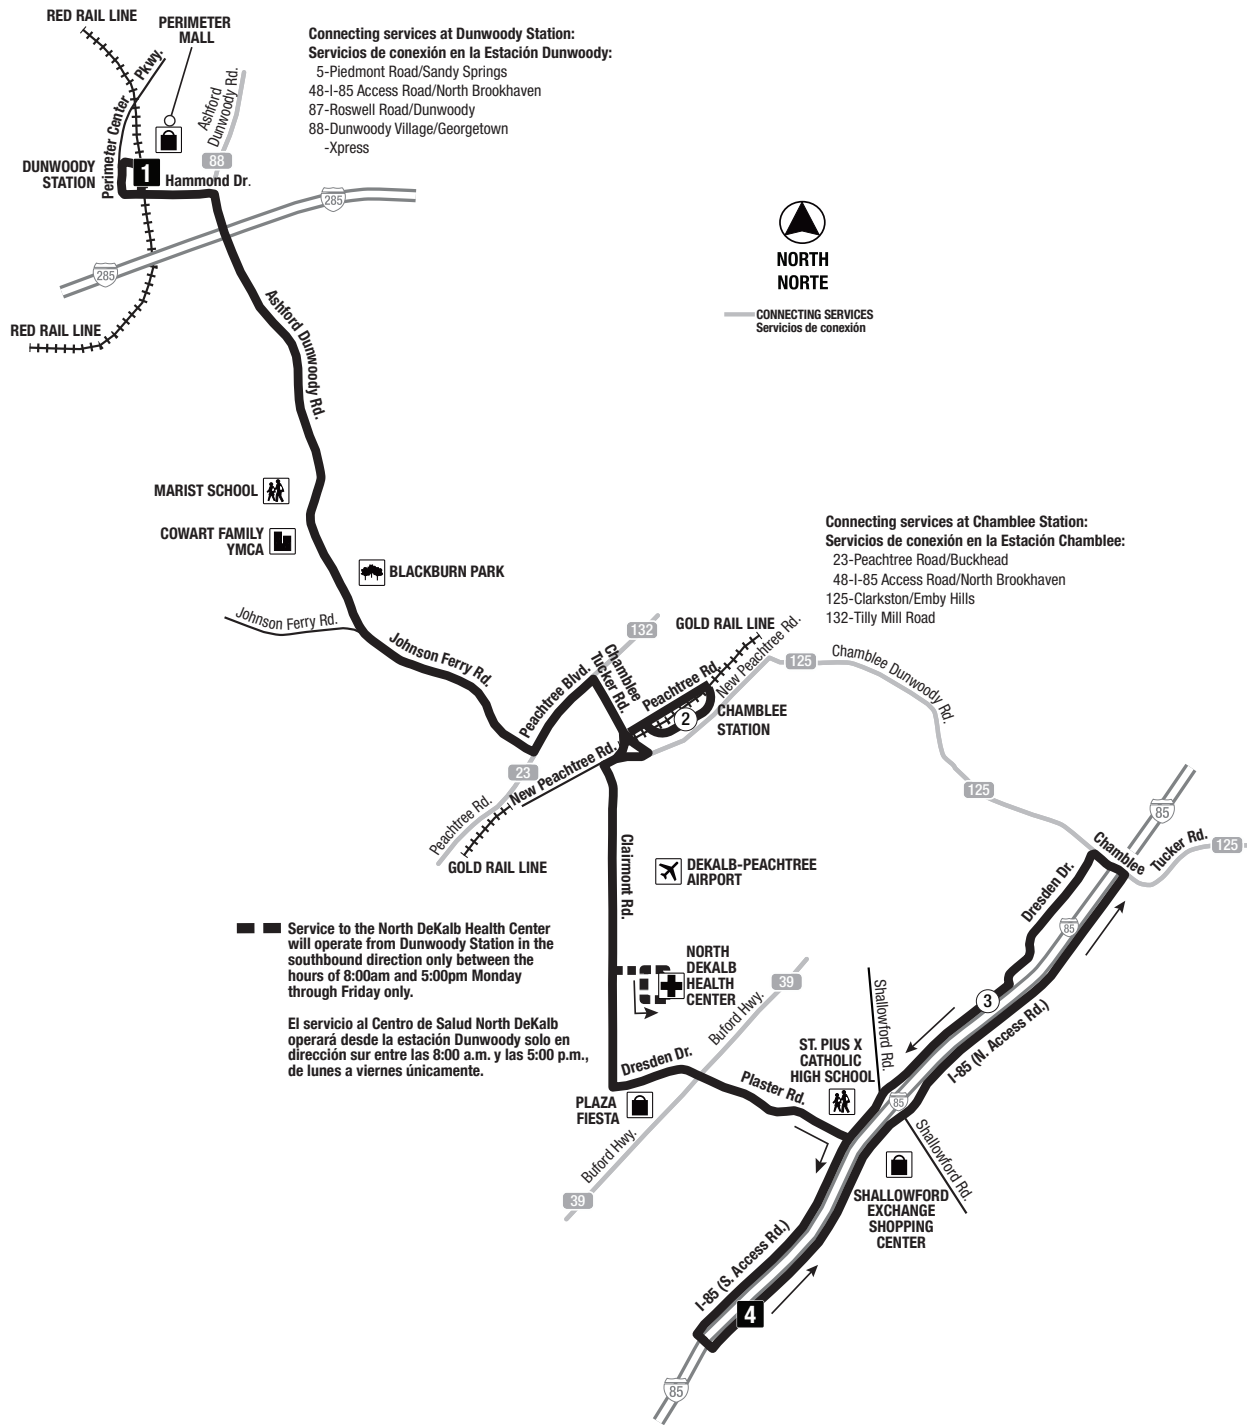 RED RAIL LINE
PERIMETER
MALL
Connecting services at Dunwoody Station:
Servicios de conexión en la Estación Dunwoody:
5-Piedmont Road/Sandy Springs
48-I-85 Access Road/North Brookhaven
87-Roswell Road/Dunwoody
88-Dunwoody Village/Georgetown
-Xpress
Perimeter Center Pkwy.
Ashford
Dunwoody Rd.
88
DUNWOODY
STATION
1
Hammond Dr.
285
285
RED RAIL LINE
NORTH
NORTE
CONNECTING SERVICES
Servicios de conexión
Ashford Dunwoody Rd.
MARIST SCHOOL
COWART FAMILY
YMCA
BLACKBURN PARK
Johnson Ferry Rd.
Johnson Ferry Rd.
Connecting services at Chamblee Station:
Servicios de conexión en la Estación Chamblee:
23-Peachtree Road/Buckhead
48-I-85 Access Road/North Brookhaven
125-Clarkston/Emby Hills
132-Tilly Mill Road
132
GOLD RAIL LINE
Peachtree Blvd.
Chamblee
Tucker Rd.
Peachtree Rd.
New Peachtree Rd.
125
Chamblee Dunwoody Rd.
2
CHAMBLEE
STATION
23
New Peachtree Rd.
Peachtree Rd.
GOLD RAIL LINE
125
85
Chamblee
Tucker Rd.
125
Clairmont Rd.
DEKALB-PEACHTREE
AIRPORT
Dresden Dr.
85
Service to the North DeKalb Health Center
will operate from Dunwoody Station in the
southbound direction only between the
hours of 8:00am and 5:00pm Monday
through Friday only.
El servicio al Centro de Salud North DeKalb
operará desde la estación Dunwoody solo en
dirección sur entre las 8:00 a.m. y las 5:00 p.m.,
de lunes a viernes únicamente.
NORTH
DEKALB
HEALTH
CENTER
39
Buford Hwy.
Shallowford Rd.
3
I-85 (N. Access Rd.)
ST. PIUS X
CATHOLIC
HIGH SCHOOL
Dresden Dr.
Plaster Rd.
PLAZA
FIESTA
85
Buford Hwy.
39
Shallowford Rd.
SHALLOWFORD
EXCHANGE
SHOPPING
CENTER
I-85 (S. Access Rd.)
4
85